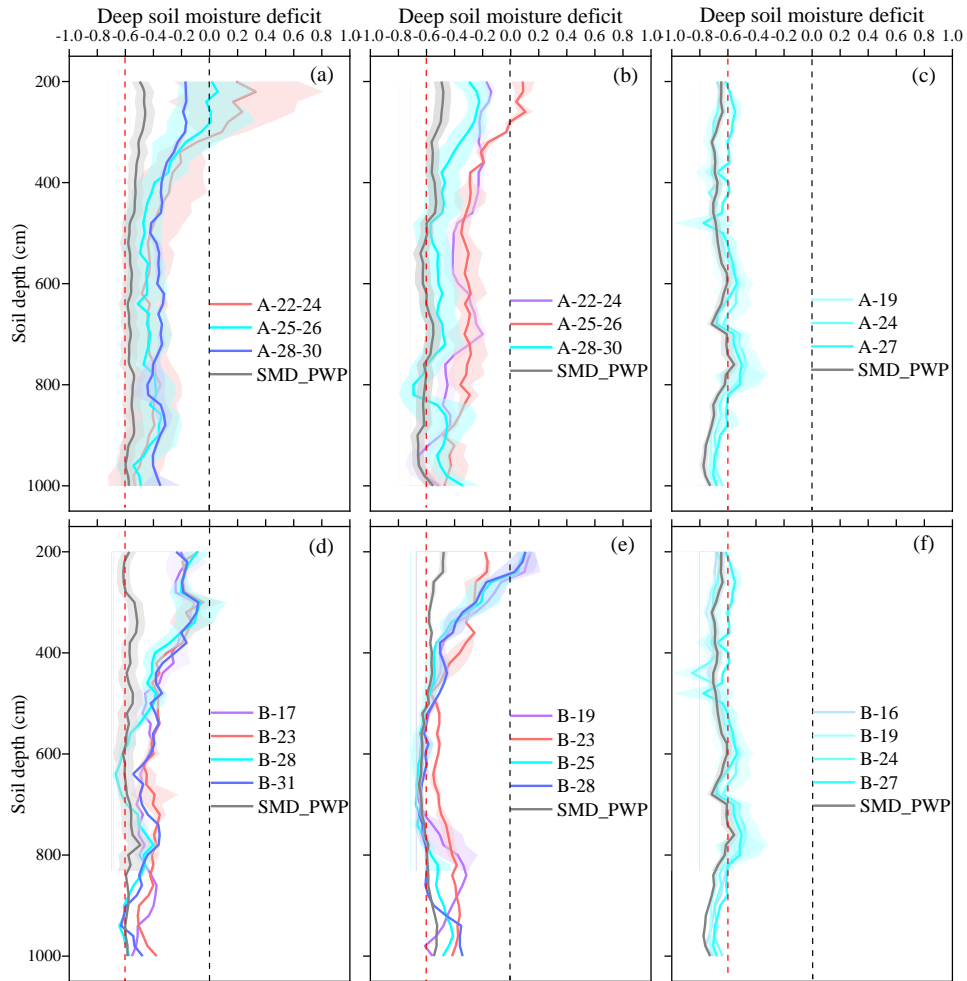 Deep soil moisture deficit Deep soil moisture deficit Deep soil moisture deficit
-1.0-0.8-0.6-0.4-0.2 0.0 0.2 0.4 0.6 0.8 1.0 -1.0-0.8-0.6-0.4-0.2 0.0 0.2 0.4 0.6 0.8 1.0 -1.0-0.8-0.6-0.4-0.2 0.0 0.2 0.4 0.6 0.8 1.0
(a) (b) (c)
200
400
600
800
1000
Soil depth (cm)
A-22-24
A-25-26
A-28-30
SMD_PWP
A-22-24
A-25-26
A-28-30
SMD_PWP
A-19
A-24
A-27
SMD_PWP
(d) (e) (f)
200
400
600
800
1000
Soil depth (cm)
B-17
B-23
B-28
B-31
SMD_PWP
B-19
B-23
B-25
B-28
SMD_PWP
B-16
B-19
B-24
B-27
SMD_PWP